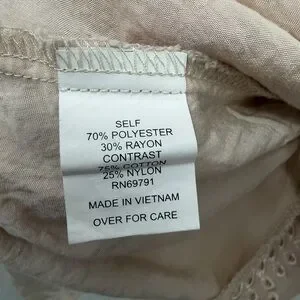 SELF
70% POLYESTER
30% RAYON
CONTRAST
75% COTTON
25% NYLON
RN69791
MADE IN VIETNAM
OVER FOR CARE